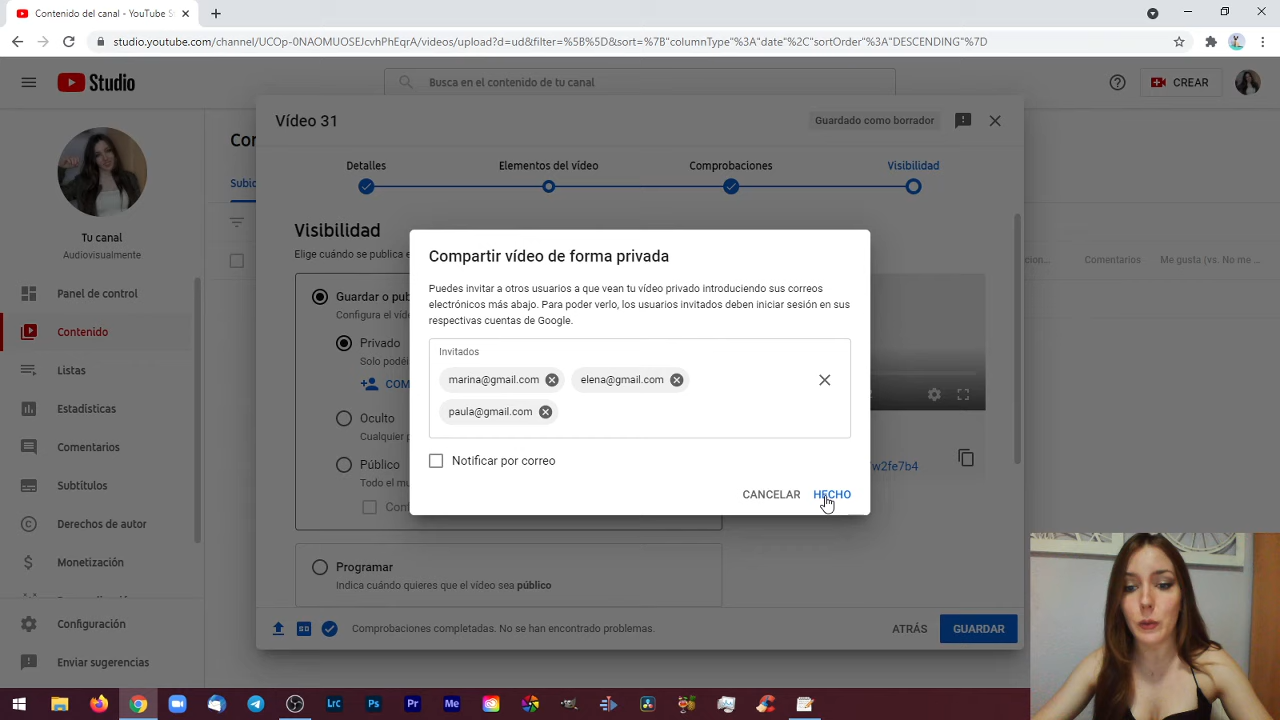 Contenido del canal - YouTube S
studio.youtube.com/channel/UCOp-0NAOMUOSEJcvhPhEqrA/videos/upload?d=ud&filter=%5B%5D&sort=%7B"columnType"%3A"date"%2C"sortOrder"%3A"DESCENDING"%7D
Studio
Busca en el contenido de tu canal
CREAR
Vídeo 31
Guardado como borrador
Detalles
Elementos del vídeo
Comprobaciones
Visibilidad
Tu canal
Audiovisualmente
Panel de control
Contenido
Listas
Estadísticas
Comentarios
Subtítulos
Derechos de autor
Monetización
Configuración
Enviar sugerencias
Con
Subid
Comentarios
Me gusta (vs. No me ...
Visibilidad
Elige cuándo se publica e
Guardar o pub
Configura el víde
Privado
Solo podéi
COM
Oculto
Cualquier p
Público
Todo el mu
Conf
w2fe7b4
Compartir vídeo de forma privada
Puedes invitar a otros usuarios a que vean tu vídeo privado introduciendo sus correos
electrónicos más abajo. Para poder verlo, los usuarios invitados deben iniciar sesión en sus
respectivas cuentas de Google.
Invitados
marina@gmail.com
elena@gmail.com
paula@gmail.com
Notificar por correo
CANCELAR
HECHO
Programar
Indica cuándo quieres que el vídeo sea público
Comprobaciones completadas. No se han encontrado problemas.
ATRÁS
GUARDAR
Lrc
Ps
Pr
Me